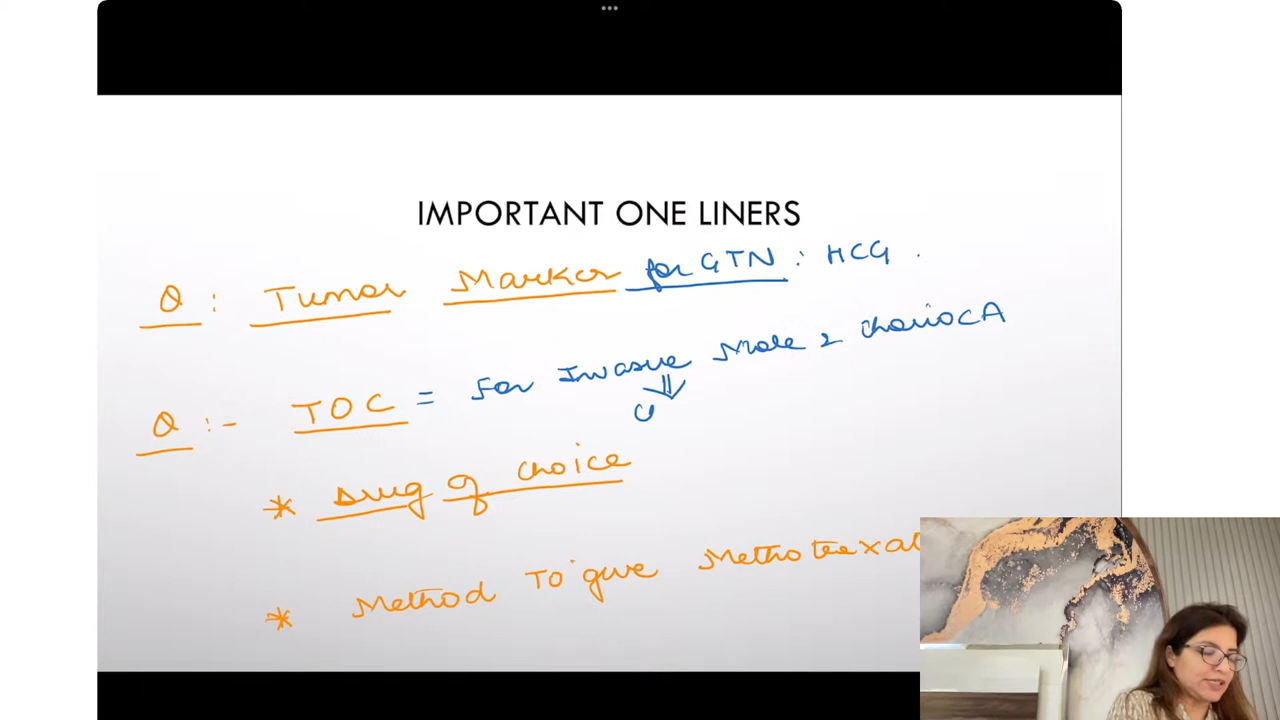 IMPORTANT ONE LINERS
Q : Tumor Marker for GTN : HCG .
Q :- TOC = For Invasive Mole & ChorioCA
* Drug of choice
* Method To give